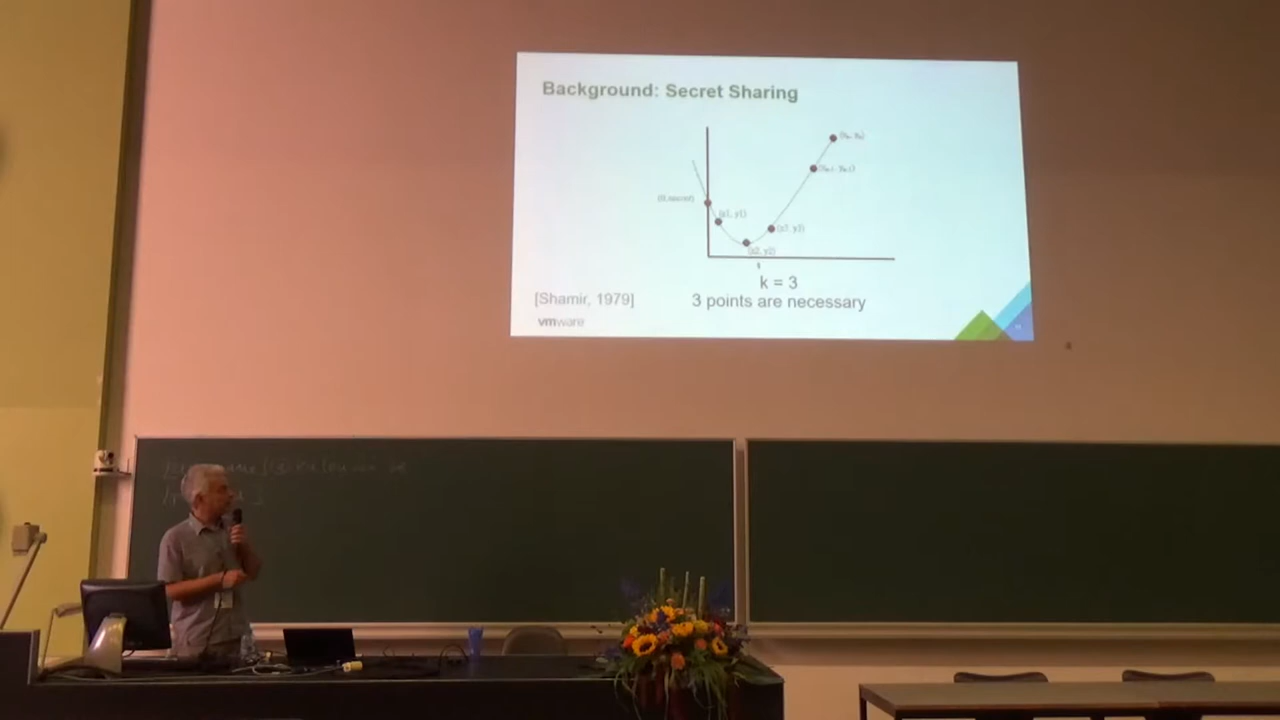 Background: Secret Sharing
(0, secret)
(x1, y1)
(x3, y3)
(x2, y2)
k = 3
[Shamir, 1979]
3 points are necessary
vmware